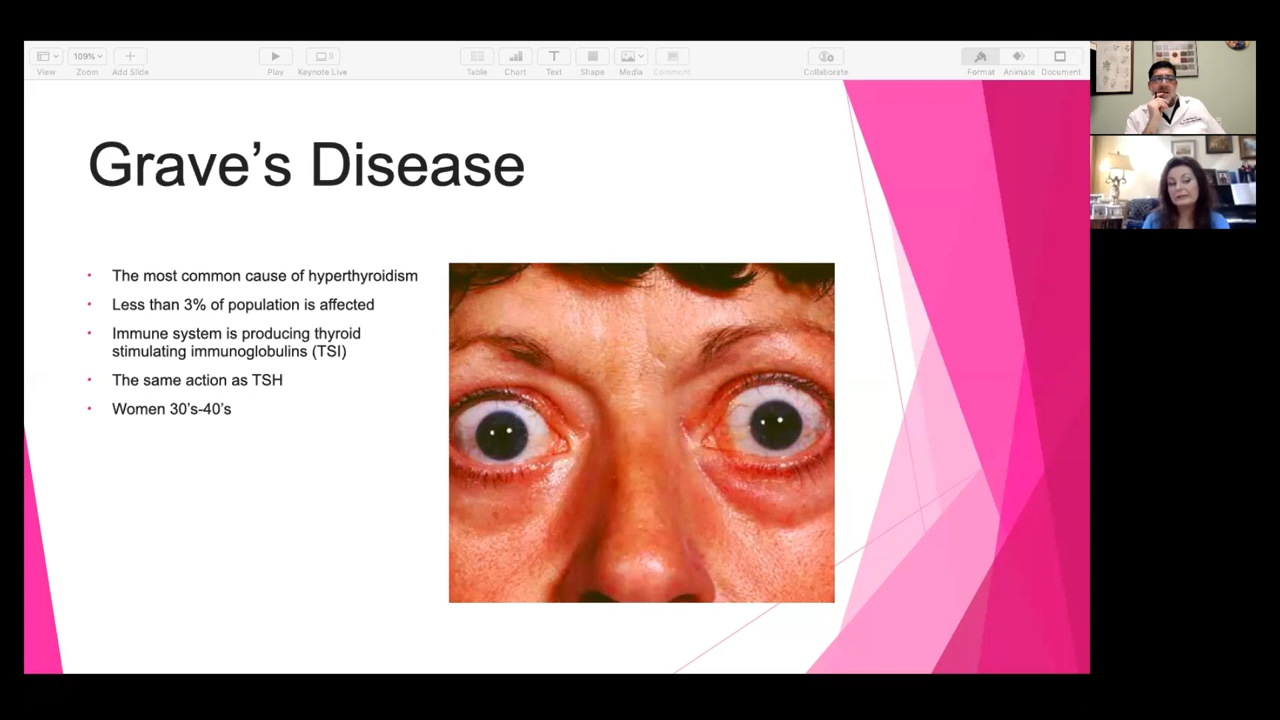 109%
View
Zoom
Add Slide
Play
Keynote Live
Table
Chart
Text
Shape
Media
Comment
Collaborate
Format
Animate
Document
Grave’s Disease
• The most common cause of hyperthyroidism
• Less than 3% of population is affected
• Immune system is producing thyroid
stimulating immunoglobulins (TSI)
• The same action as TSH
• Women 30’s-40’s